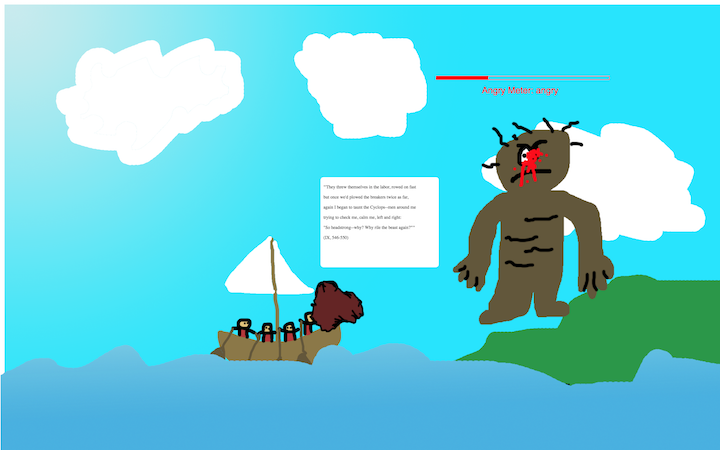 Angry Meter: angry
"They threw themselves in the labor, rowed on fast
but once we'd plowed the breakers twice as far,
again I began to taunt the Cyclops--men around me
trying to check me, calm me, left and right:
"So headstrong--why? Why rile the beast again?""
(IX, 546-550)